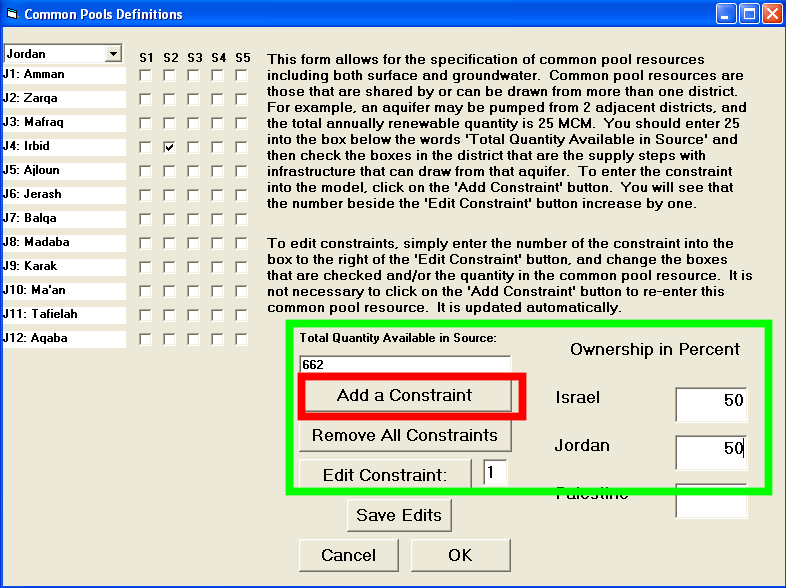 Common Pools Definitions
Jordan
S1 S2 S3 S4 S5
J1: Amman
J2: Zarqa
J3: Mafraq
J4: Irbid
J5: Ajloun
J6: Jerash
J7: Balqa
J8: Madaba
J9: Karak
J10: Ma'an
J11: Tafielah
J12: Aqaba
This form allows for the specification of common pool resources
including both surface and groundwater. Common pool resources are
those that are shared by or can be drawn from more than one district.
For example, an aquifer may be pumped from 2 adjacent districts, and
the total annually renewable quantity is 25 MCM. You should enter 25
into the box below the words 'Total Quantity Available in Source' and
then check the boxes in the district that are the supply steps with
infrastructure that can draw from that aquifer. To enter the constraint
into the model, click on the 'Add Constraint' button. You will see that
the number beside the 'Edit Constraint' button increase by one.
To edit constraints, simply enter the number of the constraint into the
box to the right of the 'Edit Constraint' button, and change the boxes
that are checked and/or the quantity in the common pool resource. It is
not necessary to click on the 'Add Constraint' button to re-enter this
common pool resource. It is updated automatically.
Total Quantity Available in Source:
662
Add a Constraint
Remove All Constraints
Edit Constraint: 1
Ownership in Percent
Israel 50
Jordan 50
Palestine
Save Edits
Cancel OK